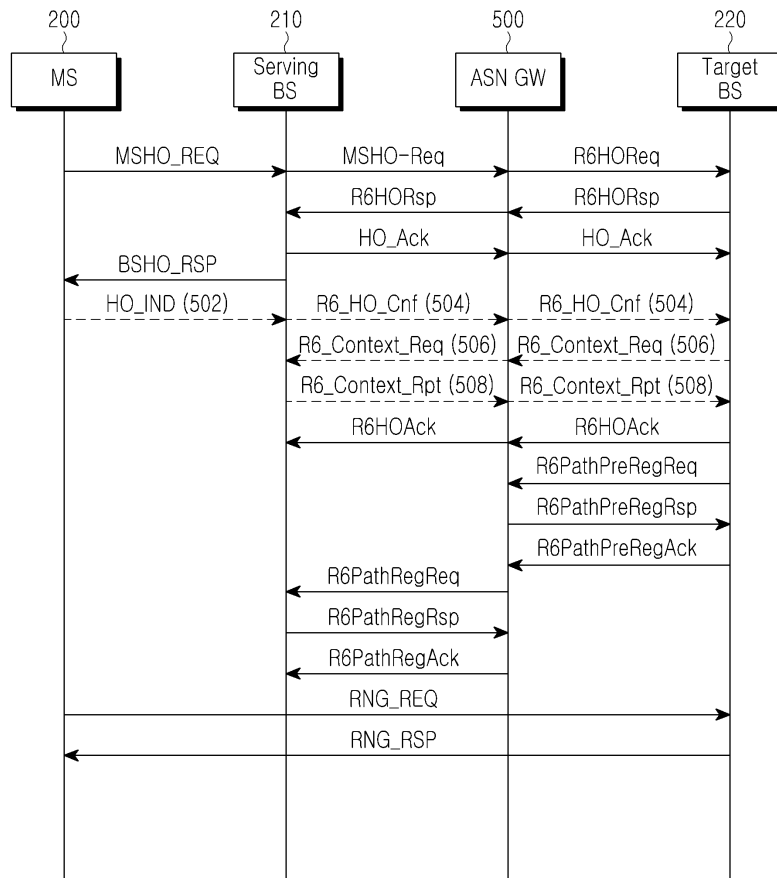 200 210 500 220
MS Serving BS ASN GW Target BS
MSHO_REQ MSHO-Req R6HOReq
R6HORsp R6HORsp
HO_Ack HO_Ack
BSHO_RSP
HO_IND (502) R6_HO_Cnf (504) R6_HO_Cnf (504)
R6_Context_Req (506) R6_Context_Req (506)
R6_Context_Rpt (508) R6_Context_Rpt (508)
R6HOAck R6HOAck
R6PathPreRegReq
R6PathPreRegRsp
R6PathPreRegAck
R6PathRegReq
R6PathRegRsp
R6PathRegAck
RNG_REQ
RNG_RSP